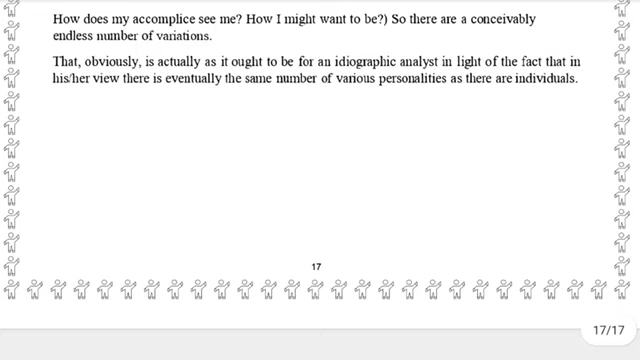 How does my accomplice see me? How I might want to be?) So there are a conceivably
endless number of variations.
That, obviously, is actually as it ought to be for an idiographic analyst in light of the fact that in
his/her view there is eventually the same number of various personalities as there are individuals.
17
17/17